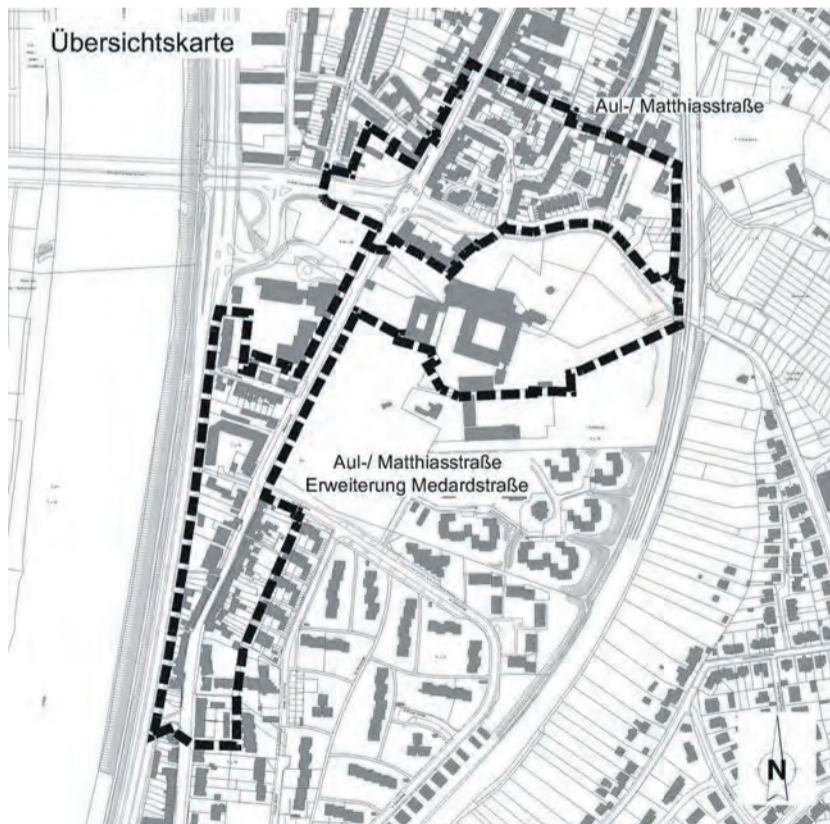 Übersichtskarte
Aul-/ Matthiasstraße
Aul-/ Matthiasstraße
Erweiterung Medardstraße
N